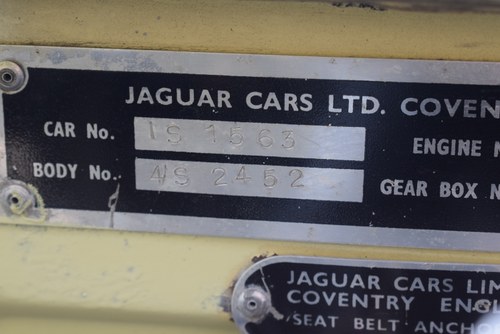 JAGUAR CARS LTD. COVEN
CAR No. 1S 1563 ENGINE N
BODY No. 4S 2452 GEAR BOX N
JAGUAR CARS LIM
COVENTRY ENG
SEAT BELT ANCH